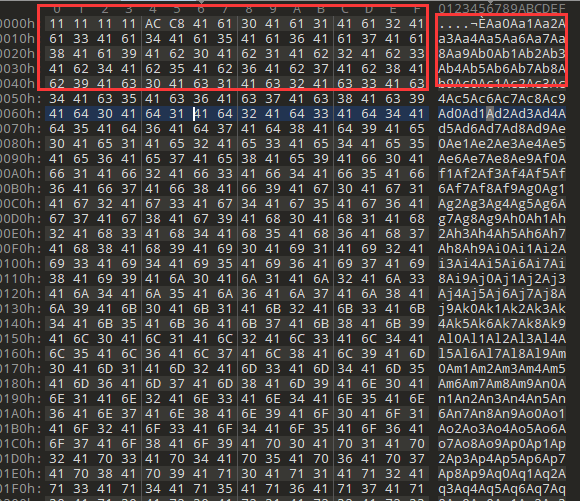 0 1 2 3 4 5 6 7 8 9 A B C D E F 0123456789ABCDEF
0000h: 11 11 11 11 AC C8 41 61 30 41 61 31 41 61 32 41 ....¬ÈAa0Aa1Aa2A
0010h: 61 33 41 61 34 41 61 35 41 61 36 41 61 37 41 61 a3Aa4Aa5Aa6Aa7Aa
0020h: 38 41 61 39 41 62 30 41 62 31 41 62 32 41 62 33 8Aa9Ab0Ab1Ab2Ab3
0030h: 41 62 34 41 62 35 41 62 36 41 62 37 41 62 38 41 Ab4Ab5Ab6Ab7Ab8A
0040h: 62 39 41 63 30 41 63 31 41 63 32 41 63 33 41 63 b9Ac0Ac1Ac2Ac3Ac
0050h: 34 41 63 35 41 63 36 41 63 37 41 63 38 41 63 39 4Ac5Ac6Ac7Ac8Ac9
0060h: 41 64 30 41 64 31 41 64 32 41 64 33 41 64 34 41 Ad0Ad1Ad2Ad3Ad4A
0070h: 64 35 41 64 36 41 64 37 41 64 38 41 64 39 41 65 d5Ad6Ad7Ad8Ad9Ae
0080h: 30 41 65 31 41 65 32 41 65 33 41 65 34 41 65 35 0Ae1Ae2Ae3Ae4Ae5
0090h: 41 65 36 41 65 37 41 65 38 41 65 39 41 66 30 41 Ae6Ae7Ae8Ae9Af0A
00A0h: 66 31 41 66 32 41 66 33 41 66 34 41 66 35 41 66 f1Af2Af3Af4Af5Af
00B0h: 36 41 66 37 41 66 38 41 66 39 41 67 30 41 67 31 6Af7Af8Af9Ag0Ag1
00C0h: 41 67 32 41 67 33 41 67 34 41 67 35 41 67 36 41 Ag2Ag3Ag4Ag5Ag6A
00D0h: 67 37 41 67 38 41 67 39 41 68 30 41 68 31 41 68 g7Ag8Ag9Ah0Ah1Ah
00E0h: 32 41 68 33 41 68 34 41 68 35 41 68 36 41 68 37 2Ah3Ah4Ah5Ah6Ah7
00F0h: 41 68 38 41 68 39 41 69 30 41 69 31 41 69 32 41 Ah8Ah9Ai0Ai1Ai2A
0100h: 69 33 41 69 34 41 69 35 41 69 36 41 69 37 41 69 i3Ai4Ai5Ai6Ai7Ai
0110h: 38 41 69 39 41 6A 30 41 6A 31 41 6A 32 41 6A 33 8Ai9Aj0Aj1Aj2Aj3
0120h: 41 6A 34 41 6A 35 41 6A 36 41 6A 37 41 6A 38 41 Aj4Aj5Aj6Aj7Aj8A
0130h: 6A 39 41 6B 30 41 6B 31 41 6B 32 41 6B 33 41 6B j9Ak0Ak1Ak2Ak3Ak
0140h: 34 41 6B 35 41 6B 36 41 6B 37 41 6B 38 41 6B 39 4Ak5Ak6Ak7Ak8Ak9
0150h: 41 6C 30 41 6C 31 41 6C 32 41 6C 33 41 6C 34 41 Al0Al1Al2Al3Al4A
0160h: 6C 35 41 6C 36 41 6C 37 41 6C 38 41 6C 39 41 6D l5Al6Al7Al8Al9Am
0170h: 30 41 6D 31 41 6D 32 41 6D 33 41 6D 34 41 6D 35 0Am1Am2Am3Am4Am5
0180h: 41 6D 36 41 6D 37 41 6D 38 41 6D 39 41 6E 30 41 Am6Am7Am8Am9An0A
0190h: 6E 31 41 6E 32 41 6E 33 41 6E 34 41 6E 35 41 6E n1An2An3An4An5An
01A0h: 36 41 6E 37 41 6E 38 41 6E 39 41 6F 30 41 6F 31 6An7An8An9Ao0Ao1
01B0h: 41 6F 32 41 6F 33 41 6F 34 41 6F 35 41 6F 36 41 Ao2Ao3Ao4Ao5Ao6A
01C0h: 6F 37 41 6F 38 41 6F 39 41 70 30 41 70 31 41 70 o7Ao8Ao9Ap0Ap1Ap
01D0h: 32 41 70 33 41 70 34 41 70 35 41 70 36 41 70 37 2Ap3Ap4Ap5Ap6Ap7
01E0h: 41 70 38 41 70 39 41 71 30 41 71 31 41 71 32 41 Ap8Ap9Aq0Aq1Aq2A
01F0h: 71 33 41 71 34 41 71 35 41 71 36 41 71 37 41 71 q3Aq4Aq5Aq6Aq7Aq